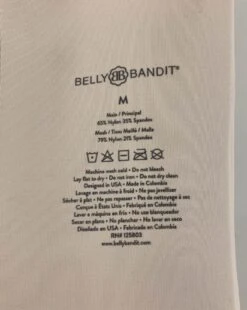 BELLY BB BANDIT®
M
Main / Principal
65% Nylon 35% Spandex
Mesh / Tissu Maillé / Malla
79% Nylon 21% Spandex
Machine wash cold • Do not bleach
Lay flat to dry • Do not iron • Do not dry clean
Designed in USA • Made in Colombia
Lavage en machine à froid • Ne pas javelliser
Sécher à plat • Ne pas repasser • Pas de nettoyage à sec
Conçue à États Unis • Fabriqué en Colombie
Lavar a máquina en frío • No use blanqueador
Secar en plano • No planchar • No lavar en seco
Diseñado en USA • Fabricado en Colombia
RN# 125803
www.bellybandit.com